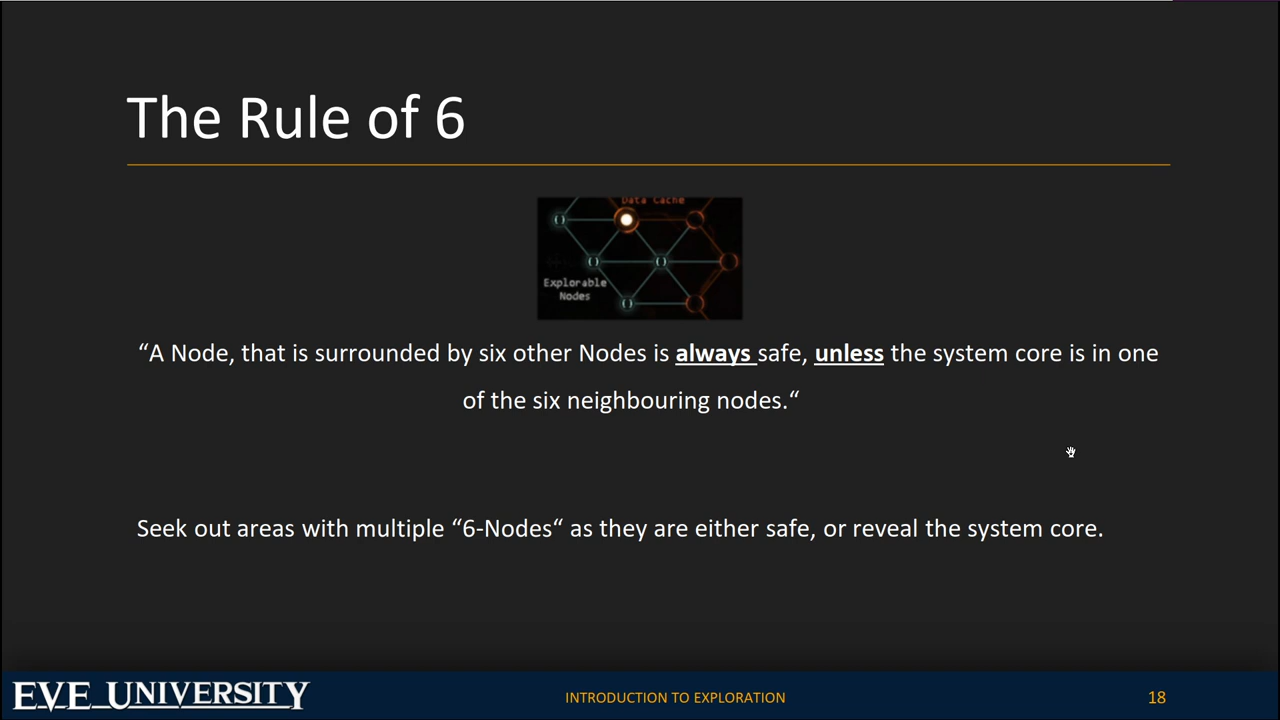 The Rule of 6
Data Cache
Explorable
Nodes
“A Node, that is surrounded by six other Nodes is always safe, unless the system core is in one
of the six neighbouring nodes.“
Seek out areas with multiple “6-Nodes“ as they are either safe, or reveal the system core.
EVE UNIVERSITY
INTRODUCTION TO EXPLORATION
18